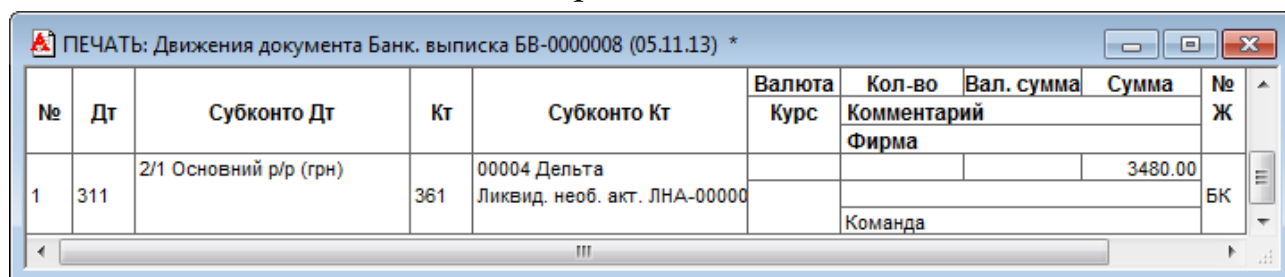 ПЕЧАТЬ: Движения документа Банк. выписка БВ-0000008 (05.11.13) *
№ Дт Субконто Дт Кт Субконто Кт Валюта Кол-во Вал. сумма Сумма №
Курс Комментарий Ж
Фирма
1 311 2/1 Основний р/р (грн) 361 00004 Дельта 3480.00
Ликвид. необ. акт. ЛНА-00000 БК
Команда